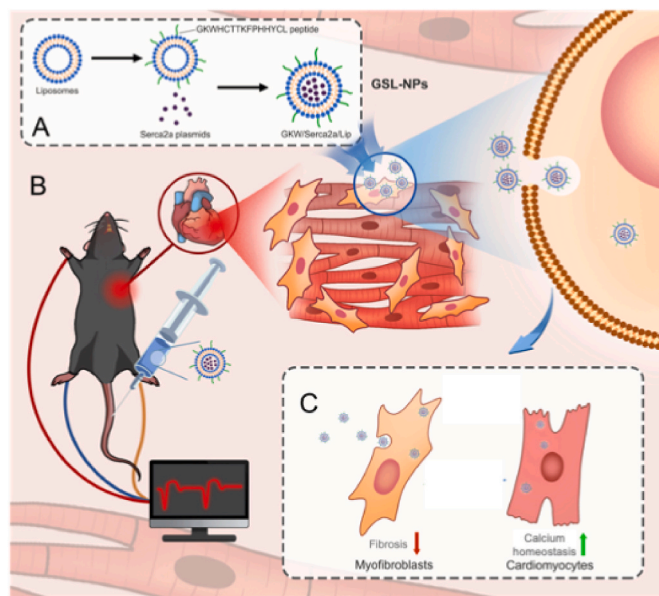 GKWHCTTKFPHHYCL peptide
Liposomes
Serca2a plasmids
GKW/Serca2a/Lip
A
GSL-NPs
B
C
Fibrosis
Myofibroblasts
Calcium
homeostasis
Cardiomyocytes